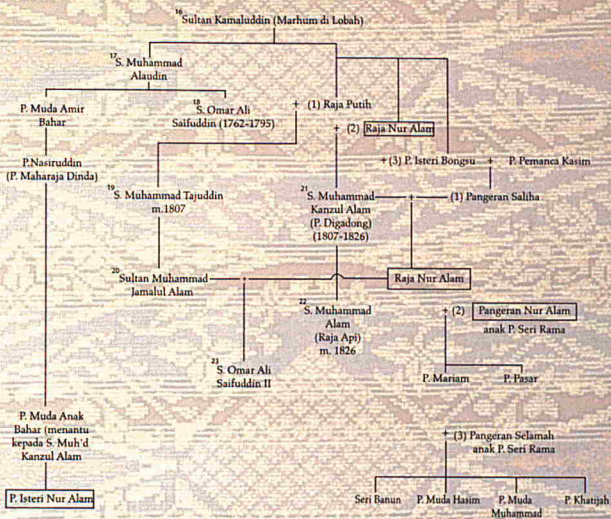 16 Sultan Kamaluddin (Marhum di Lobah)
17 S. Muhammad
Alaudin
P. Muda Amir
Bahar
18 S. Omar Ali
Saifuddin (1762-1795)
+ (1) Raja Putih
+ (2) Raja Nur Alam
+ (3) P. Isteri Bongsu + P. Pemanca Kasim
P.Nasiruddin
(P. Maharaja Dinda)
19 S. Muhammad Tajuddin
m.1807
21 S. Muhammad
Kanzul Alam
(P. Digadong)
(1807-1826)
+ (1) Pangeran Saliha
20 Sultan Muhammad
Jamalul Alam
Raja Nur Alam
22 S. Muhammad
Alam
(Raja Api)
m. 1826
+ (2) Pangeran Nur Alam
anak P. Seri Rama
23 S. Omar Ali
Saifuddin II
P. Mariam P. Pasar
P. Muda Anak
Bahar (menantu
kepada S. Muh'd
Kanzul Alam
+ (3) Pangeran Selamah
anak P. Seri Rama
P. Isteri Nur Alam
Seri Banun P. Muda Hasim P. Muda
Muhammad P. Khatijah